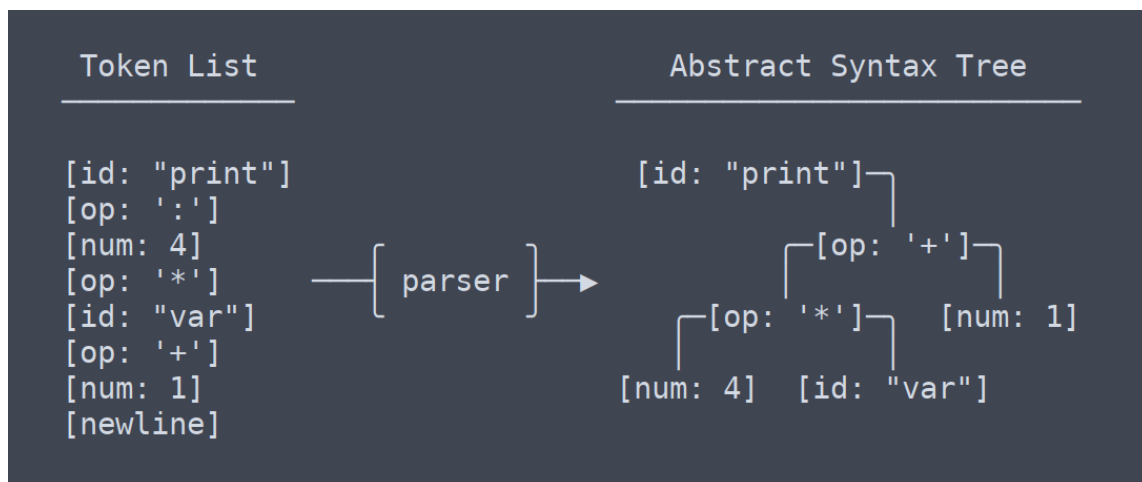 Token List
[id: "print"]
[op: ':']
[num: 4]
[op: '*']
[id: "var"]
[op: '+']
[num: 1]
[newline]
parser
Abstract Syntax Tree
[id: "print"]
[op: '+']
[op: '*'] [num: 1]
[num: 4] [id: "var"]